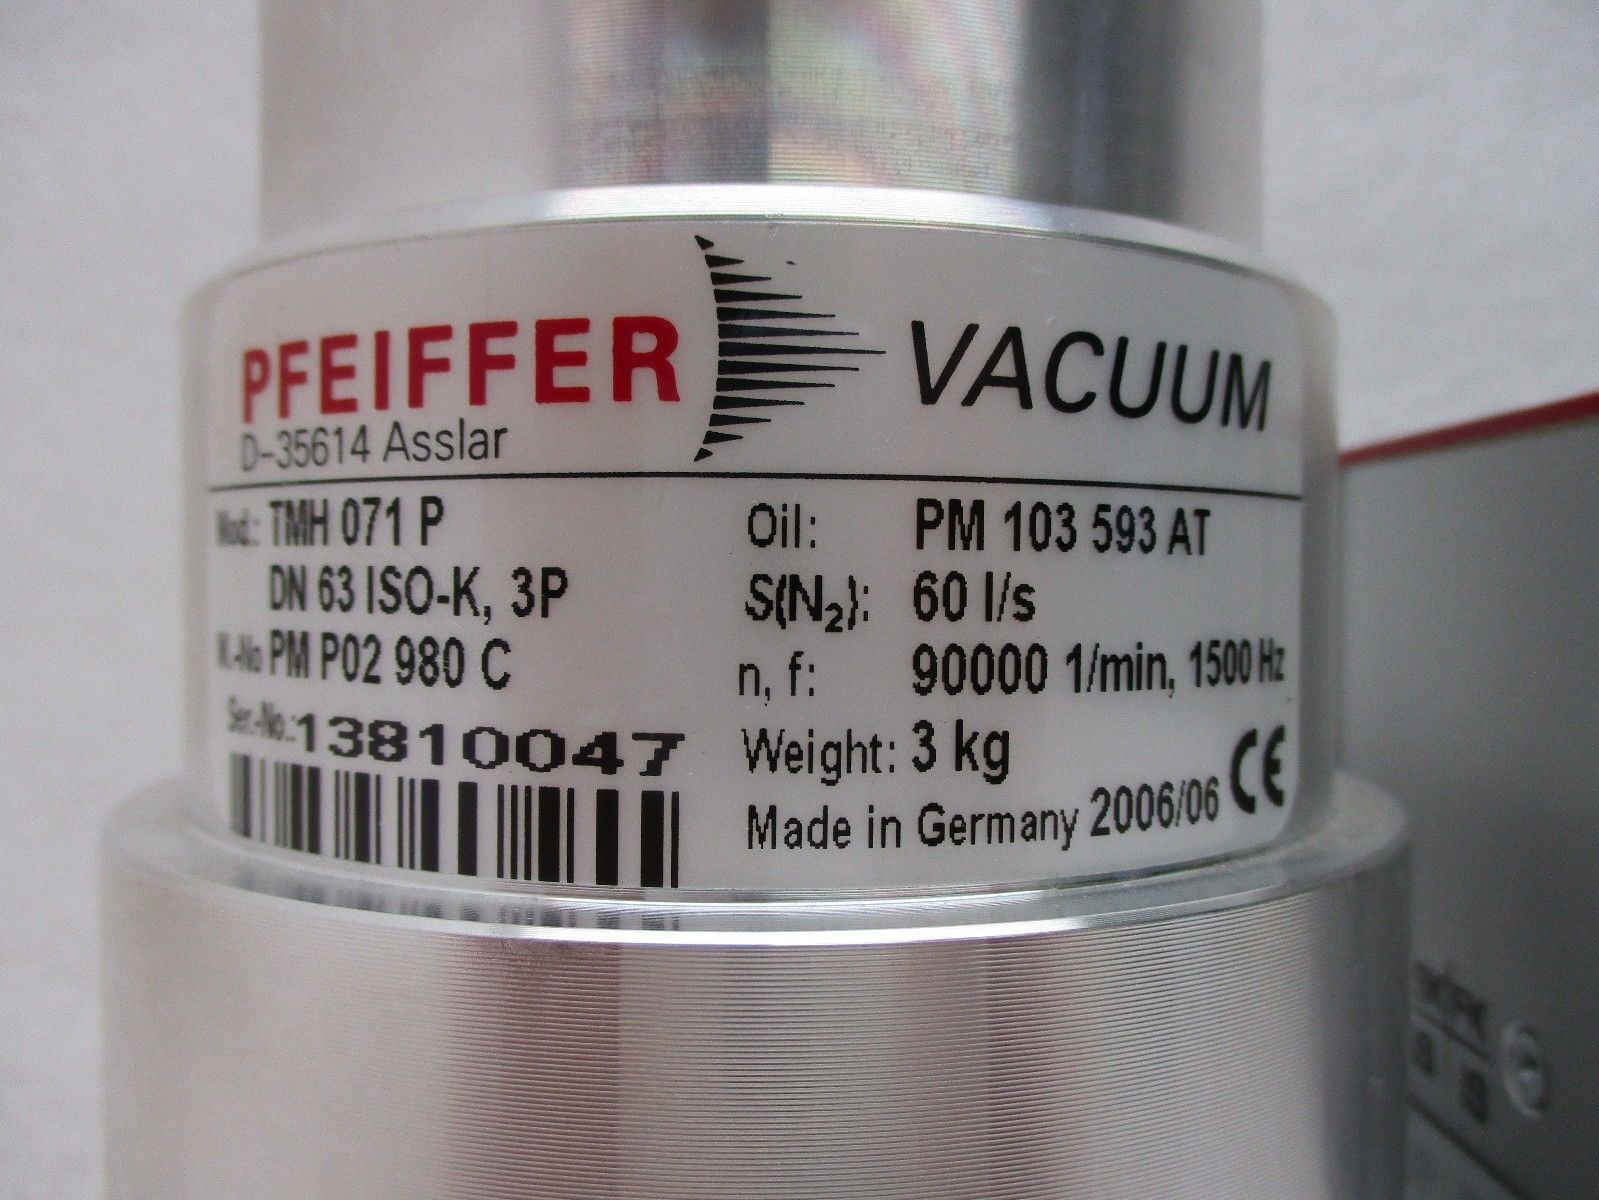 PFEIFFER VACUUM
D-35614 Asslar
Mod.: TMH 071 P
DN 63 ISO-K, 3P
K.-No PM P02 980 C
Ser.-No.: 13810047
Oil: PM 103 593 AT
S(N₂): 60 l/s
n, f: 90000 1/min, 1500 Hz
Weight: 3 kg
Made in Germany 2006/06 CE